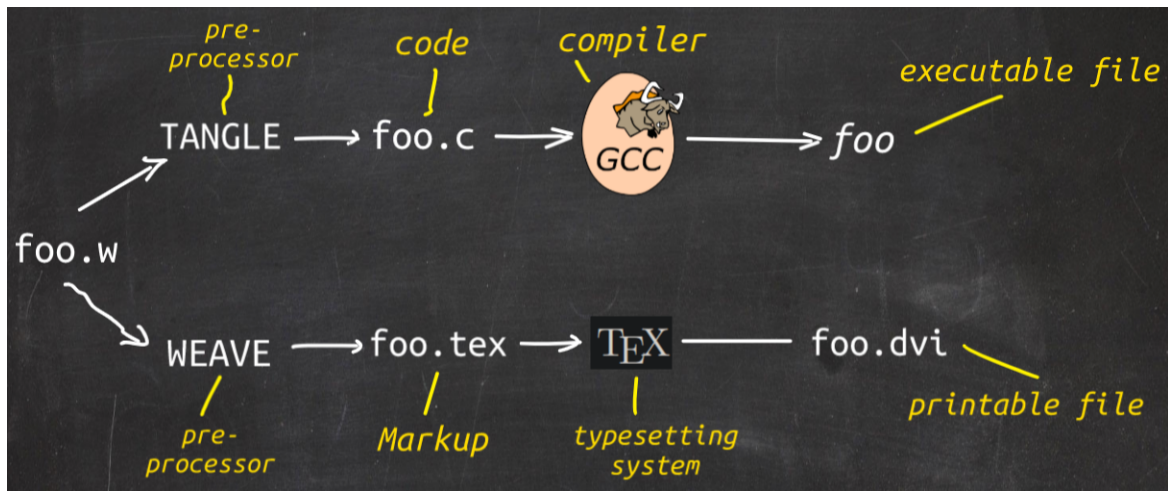 pre-
processor
code
compiler
executable file
TANGLE
foo.c
GCC
foo
foo.w
WEAVE
foo.tex
TEX
foo.dvi
pre-
processor
Markup
typesetting
system
printable file